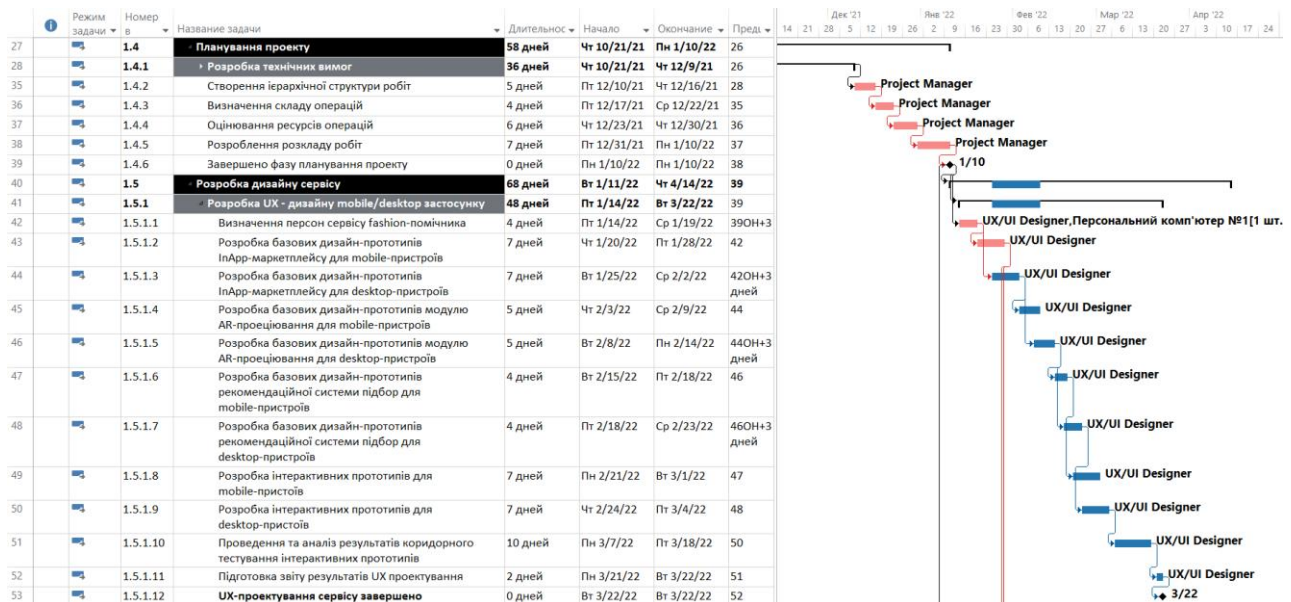 Режим Номер
задачи в Название задачи Длительнос Начало Окончание Предц
Дек '21 Янв '22 Фев '22 Мар '22 Апр '22
14 21 28 5 12 19 26 2 9 16 23 30 6 13 20 27 6 13 20 27 3 10 17 24
27 1.4 Планування проекту 58 дней Чт 10/21/21 Пн 1/10/22 26
28 1.4.1 Розробка технічних вимог 36 дней Чт 10/21/21 Чт 12/9/21 26
35 1.4.2 Створення ієрархічної структури робіт 5 дней Пт 12/10/21 Чт 12/16/21 28 Project Manager
36 1.4.3 Визначення складу операцій 4 дней Пт 12/17/21 Ср 12/22/21 35 Project Manager
37 1.4.4 Оцінювання ресурсів операцій 6 дней Чт 12/23/21 Чт 12/30/21 36 Project Manager
38 1.4.5 Розроблення розкладу робіт 7 дней Пт 12/31/21 Пн 1/10/22 37 Project Manager
39 1.4.6 Завершено фазу планування проекту 0 дней Пн 1/10/22 Пн 1/10/22 38 1/10
40 1.5 Розробка дизайну сервісу 68 дней Вт 1/11/22 Чт 4/14/22 39
41 1.5.1 Розробка UX - дизайну mobile/desktop застосунку 48 дней Пт 1/14/22 Вт 3/22/22 39
42 1.5.1.1 Визначення персон сервісу fashion-помічника 4 дней Пт 1/14/22 Ср 1/19/22 39ОН+3 UX/UI Designer,Персональний комп'ютер №1[1 шт.
43 1.5.1.2 Розробка базових дизайн-прототипів 7 дней Чт 1/20/22 Пт 1/28/22 42 UX/UI Designer
InApp-маркетплейсу для mobile-пристроїв
44 1.5.1.3 Розробка базових дизайн-прототипів 7 дней Вт 1/25/22 Ср 2/2/22 42ОН+3 UX/UI Designer
InApp-маркетплейсу для desktop-пристроїв дней
45 1.5.1.4 Розробка базових дизайн-прототипів модулю 5 дней Чт 2/3/22 Ср 2/9/22 44 UX/UI Designer
AR-проеціювання для mobile-пристроїв
46 1.5.1.5 Розробка базових дизайн-прототипів модулю 5 дней Вт 2/8/22 Пн 2/14/22 44ОН+3 UX/UI Designer
AR-проеціювання для desktop-пристроїв дней
47 1.5.1.6 Розробка базових дизайн-прототипів 4 дней Вт 2/15/22 Пт 2/18/22 46 UX/UI Designer
рекомендаційної системи підбор для
mobile-пристроїв
48 1.5.1.7 Розробка базових дизайн-прототипів 4 дней Пт 2/18/22 Ср 2/23/22 46ОН+3 UX/UI Designer
рекомендаційної системи підбор для дней
desktop-пристроїв
49 1.5.1.8 Розробка інтерактивних прототипів для 7 дней Пн 2/21/22 Вт 3/1/22 47 UX/UI Designer
mobile-пристоїв
50 1.5.1.9 Розробка інтерактивних прототипів для 7 дней Чт 2/24/22 Пт 3/4/22 48 UX/UI Designer
desktop-пристоїв
51 1.5.1.10 Проведення та аналіз результатів коридорного 10 дней Пн 3/7/22 Пт 3/18/22 50 UX/UI Designer
тестування інтерактивних прототипів
52 1.5.1.11 Підготовка звіту результатів UX проектування 2 дней Пн 3/21/22 Вт 3/22/22 51 UX/UI Designer
53 1.5.1.12 UX-проектування сервісу завершено 0 дней Вт 3/22/22 Вт 3/22/22 52 3/22